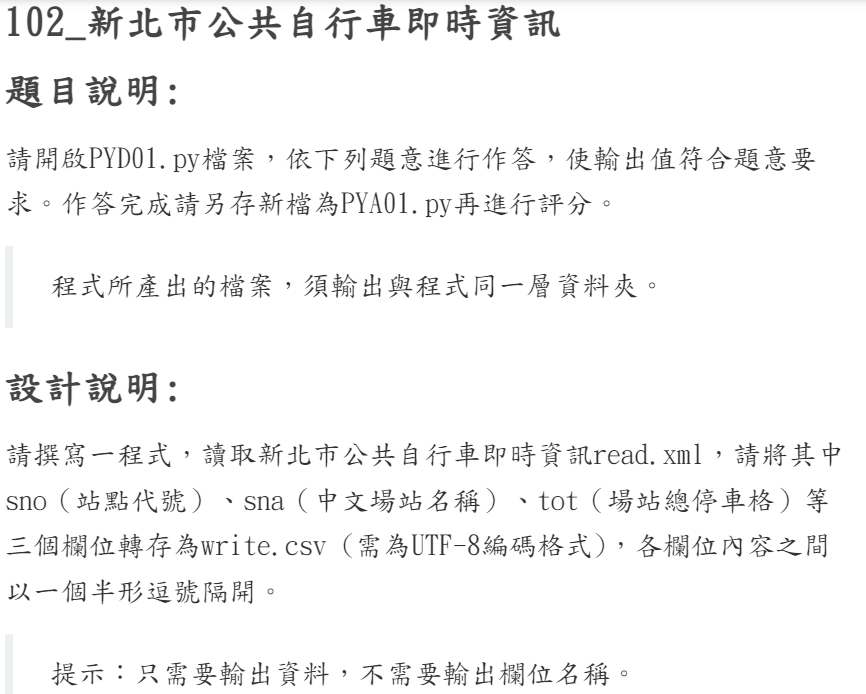 102_新北市公共自行車即時資訊
題目說明:
請開啟PYD01.py檔案，依下列題意進行作答，使輸出值符合題意要
求。作答完成請另存新檔為PYA01.py再進行評分。
程式所產出的檔案，須輸出與程式同一層資料夾。
設計說明:
請撰寫一程式，讀取新北市公共自行車即時資訊read.xml，請將其中
sno（站點代號）、sna（中文場站名稱）、tot（場站總停車格）等
三個欄位轉存為write.csv（需為UTF-8編碼格式)，各欄位內容之間
以一個半形逗號隔開。
提示：只需要輸出資料，不需要輸出欄位名稱。